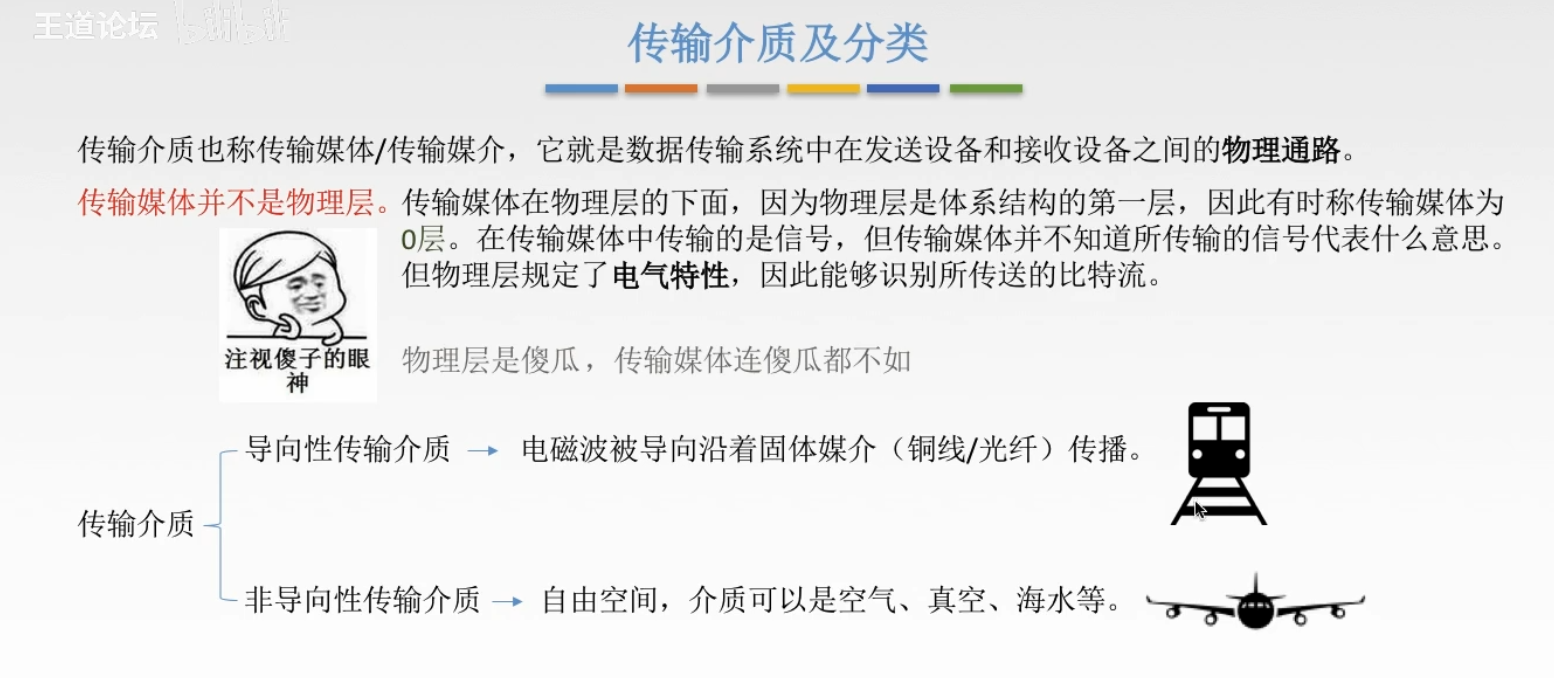 王道论坛 bilibili
传输介质及分类
传输介质也称传输媒体/传输媒介，它就是数据传输系统中在发送设备和接收设备之间的物理通路。
传输媒体并不是物理层。传输媒体在物理层的下面，因为物理层是体系结构的第一层，因此有时称传输媒体为
0层。在传输媒体中传输的是信号，但传输媒体并不知道所传输的信号代表什么意思。
但物理层规定了电气特性，因此能够识别所传送的比特流。
注视傻子的眼
神
物理层是傻瓜，传输媒体连傻瓜都不如
导向性传输介质
电磁波被导向沿着固体媒介（铜线/光纤）传播。
传输介质
非导向性传输介质
自由空间，介质可以是空气、真空、海水等。